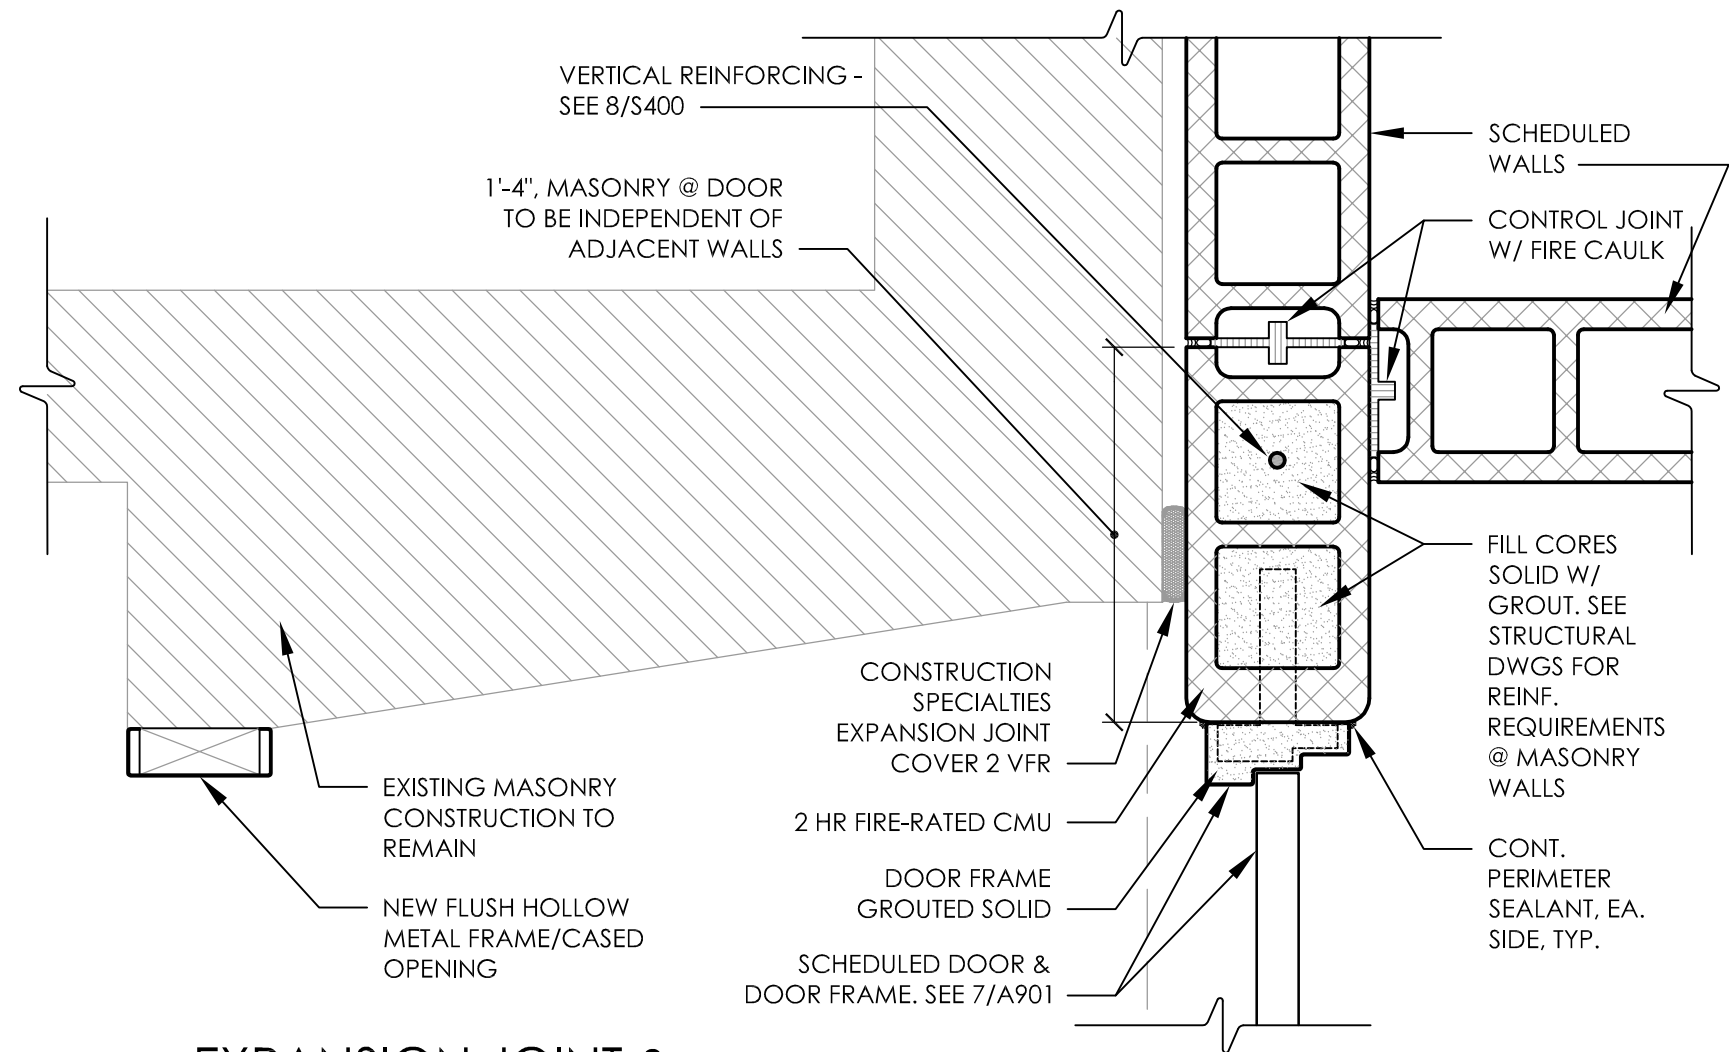 VERTICAL REINFORCING -
SEE 8/S400
1'-4", MASONRY @ DOOR
TO BE INDEPENDENT OF
ADJACENT WALLS
SCHEDULED
WALLS
CONTROL JOINT
W/ FIRE CAULK
FILL CORES
SOLID W/
GROUT. SEE
STRUCTURAL
DWGS FOR
REINF.
REQUIREMENTS
@ MASONRY
WALLS
CONSTRUCTION
SPECIALTIES
EXPANSION JOINT
COVER 2 VFR
2 HR FIRE-RATED CMU
DOOR FRAME
GROUTED SOLID
SCHEDULED DOOR &
DOOR FRAME. SEE 7/A901
CONT.
PERIMETER
SEALANT, EA.
SIDE, TYP.
EXISTING MASONRY
CONSTRUCTION TO
REMAIN
NEW FLUSH HOLLOW
METAL FRAME/CASED
OPENING
EXPANSION JOINT